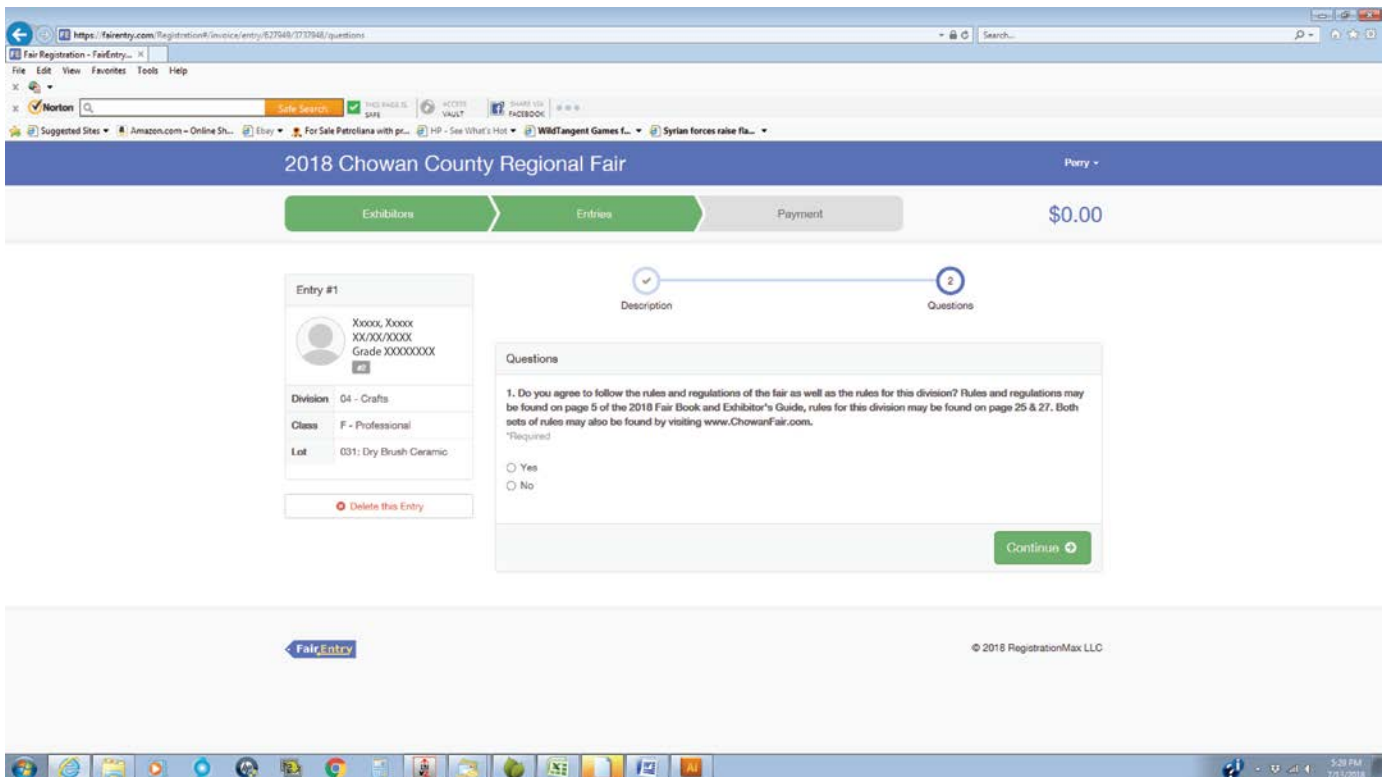 https://fairentry.com/Registration#/invoice/entry/627949/3737948/questions
Search...
Fair Registration - FairEntry...
File Edit View Favorites Tools Help
Norton
Safe Search
THIS PAGE IS SAFE
ACCESS VAULT
SHARE VIA FACEBOOK
Suggested Sites
Amazon.com – Online Sh...
Ebay
For Sale Petroliana with pr...
HP - See What's Hot
WildTangent Games f...
Syrian forces raise fla...
2018 Chowan County Regional Fair
Perry
Exhibitors
Entries
Payment
$0.00
Entry #1
Xxxxx, Xxxxx
XX/XX/XXXX
Grade XXXXXXXX
Division 04 - Crafts
Class F - Professional
Lot 031: Dry Brush Ceramic
Delete this Entry
2
Description
Questions
Questions
1. Do you agree to follow the rules and regulations of the fair as well as the rules for this division? Rules and regulations may
be found on page 5 of the 2018 Fair Book and Exhibitor's Guide, rules for this division may be found on page 25 & 27. Both
sets of rules may also be found by visiting www.ChowanFair.com.
*Required
Yes
No
Continue
FairEntry
© 2018 RegistrationMax LLC
Ai
5:28 PM